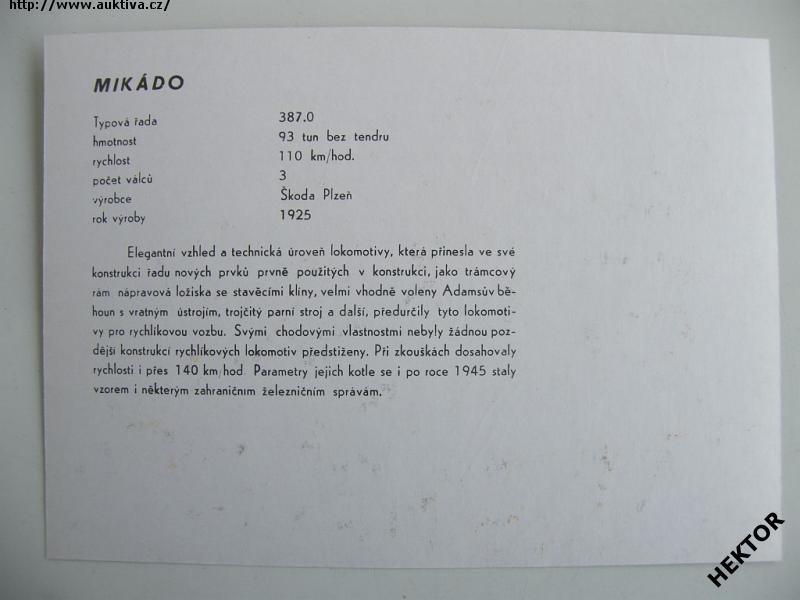 http://www.auktiva.cz/
MIKÁDO
Typová řada 387.0
hmotnost 93 tun bez tendru
rychlost 110 km/hod.
počet válců 3
výrobce Škoda Plzeň
rok výroby 1925
Elegantní vzhled a technická úroveň lokomotivy, která přinesla ve své
konstrukci řadu nových prvků prvně použitých v konstrukci, jako trámcový
rám nápravová ložiska se stavěcími klíny, velmi vhodně voleny Adamsův bě-
houn s vratným ústrojím, trojčitý parní stroj a další, předurčily tyto lokomoti-
vy pro rychlíkovou vozbu. Svými chodovými vlastnostmi nebyly žádnou poz-
dější konstrukcí rychlíkových lokomotiv předstiženy. Při zkouškách dosahovaly
rychlosti i přes 140 km/hod. Parametry jejich kotle se i po roce 1945 staly
vzorem i některým zahraničním železničním správám.
HEKTOR